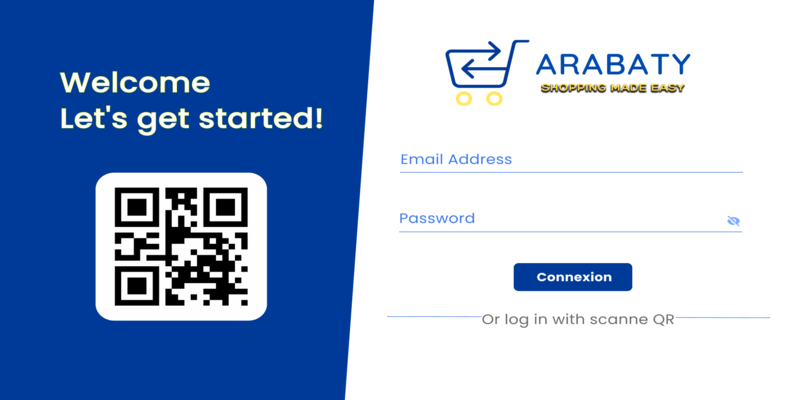 Welcome
Let's get started!
ARABATY
SHOPPING MADE EASY
Email Address
Password
Connexion
Or log in with scanne QR